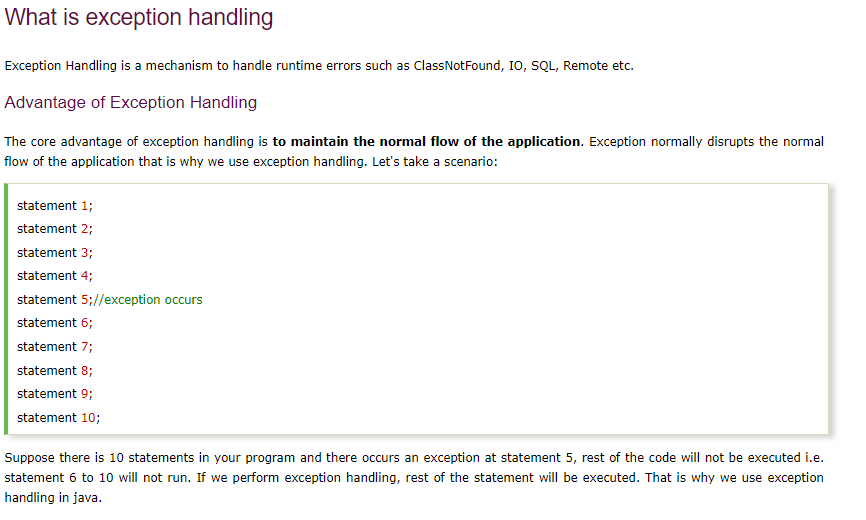 What is exception handling
Exception Handling is a mechanism to handle runtime errors such as ClassNotFound, IO, SQL, Remote etc.
Advantage of Exception Handling
The core advantage of exception handling is to maintain the normal flow of the application. Exception normally disrupts the normal
flow of the application that is why we use exception handling. Let's take a scenario:
statement 1;
statement 2;
statement 3;
statement 4;
statement 5;//exception occurs
statement 6;
statement 7;
statement 8;
statement 9;
statement 10;
Suppose there is 10 statements in your program and there occurs an exception at statement 5, rest of the code will not be executed i.e.
statement 6 to 10 will not run. If we perform exception handling, rest of the statement will be executed. That is why we use exception
handling in java.